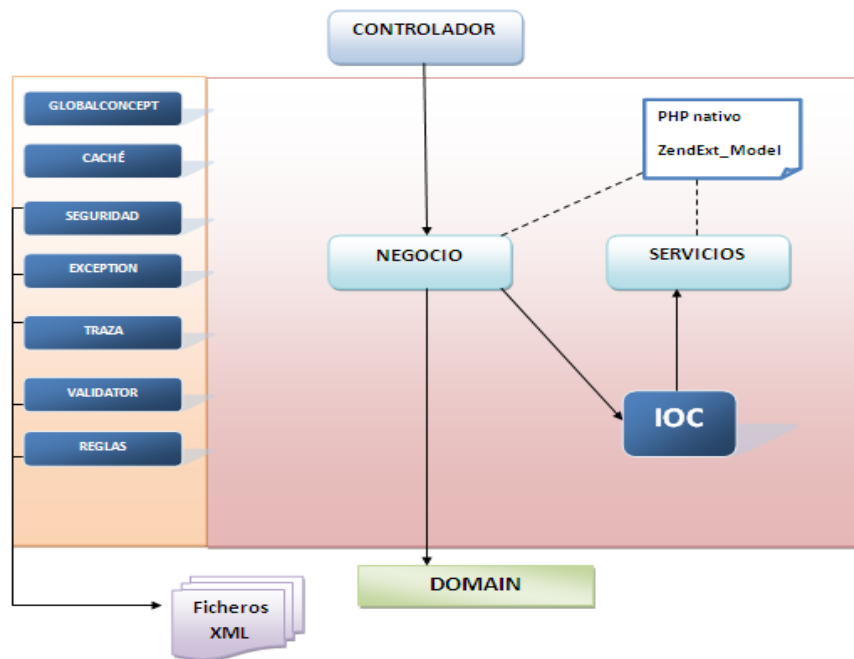 CONTROLADOR
GLOBALCONCEPT
CACHÉ
SEGURIDAD
EXCEPTION
TRAZA
VALIDATOR
REGLAS
PHP nativo
ZendExt_Model
NEGOCIO
SERVICIOS
IOC
DOMAIN
Ficheros
XML